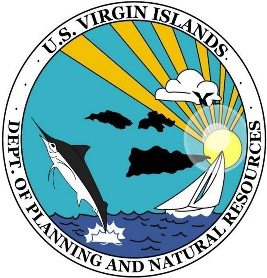 · U.S. VIRGIN ISLANDS ·
DEPT. OF PLANNING AND NATURAL RESOURCES